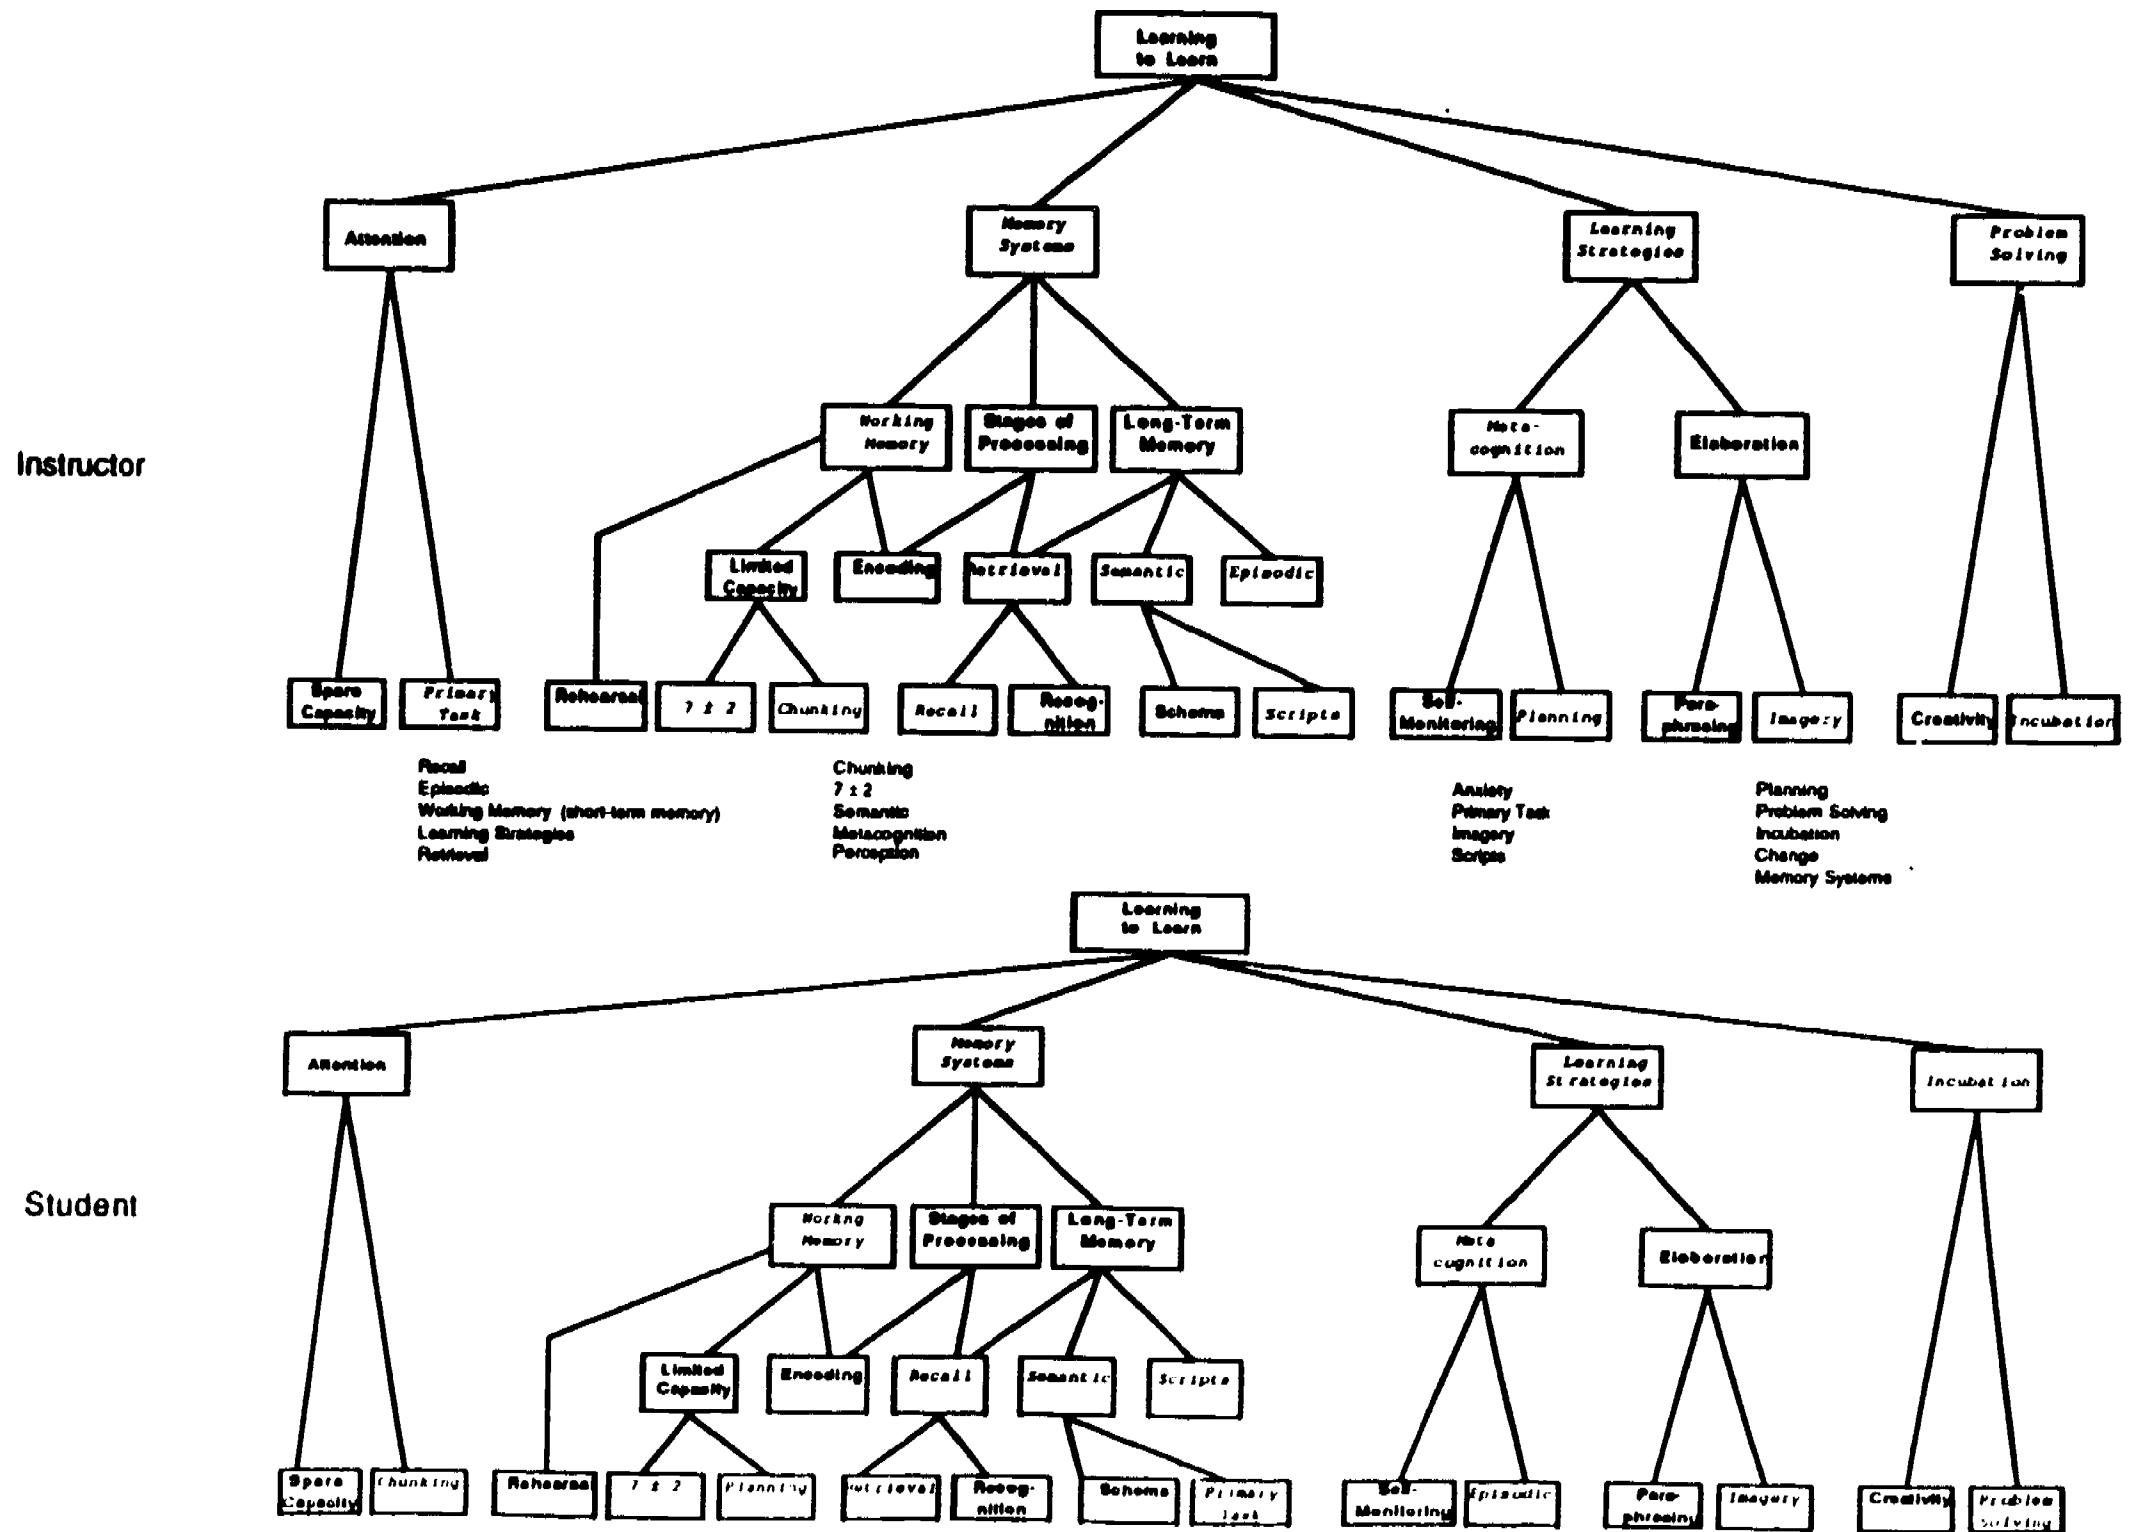 Learning
to Learn
Attention
Memory
Systems
Learning
Strategies
Problem
Solving
Instructor
Working
Memory
Stages of
Processing
Long-Term
Memory
Meta-
cognition
Elaboration
Limited
Capacity
Encoding
Retrieval
Semantic
Episodic
Spare
Capacity
Primary
Task
Rehearsal
7 ± 2
Chunking
Recall
Recog-
nition
Schema
Scripts
Self-
Monitoring
Planning
Para-
phrasing
Imagery
Creativity
Incubation
Recall
Episodic
Working Memory (short-term memory)
Learning Strategies
Retrieval
Chunking
7 ± 2
Semantic
Metacognition
Perception
Anxiety
Primary Task
Imagery
Scripts
Planning
Problem Solving
Incubation
Change
Memory Systems
Learning
to Learn
Attention
Memory
Systems
Learning
Strategies
Incubation
Student
Workng
Memory
Stages of
Processing
Long-Term
Memory
Meta
cognition
Elaboration
Limited
Capacity
Encoding
Recall
Semantic
Scripts
Spare
Capacity
Chunking
Rehearsal
7 ± 2
Planning
Retrieval
Recog-
nition
Schema
Primary
Task
Self-
Monitoring
Episodic
Para-
phrasing
Imagery
Creativity
Problem
Solving